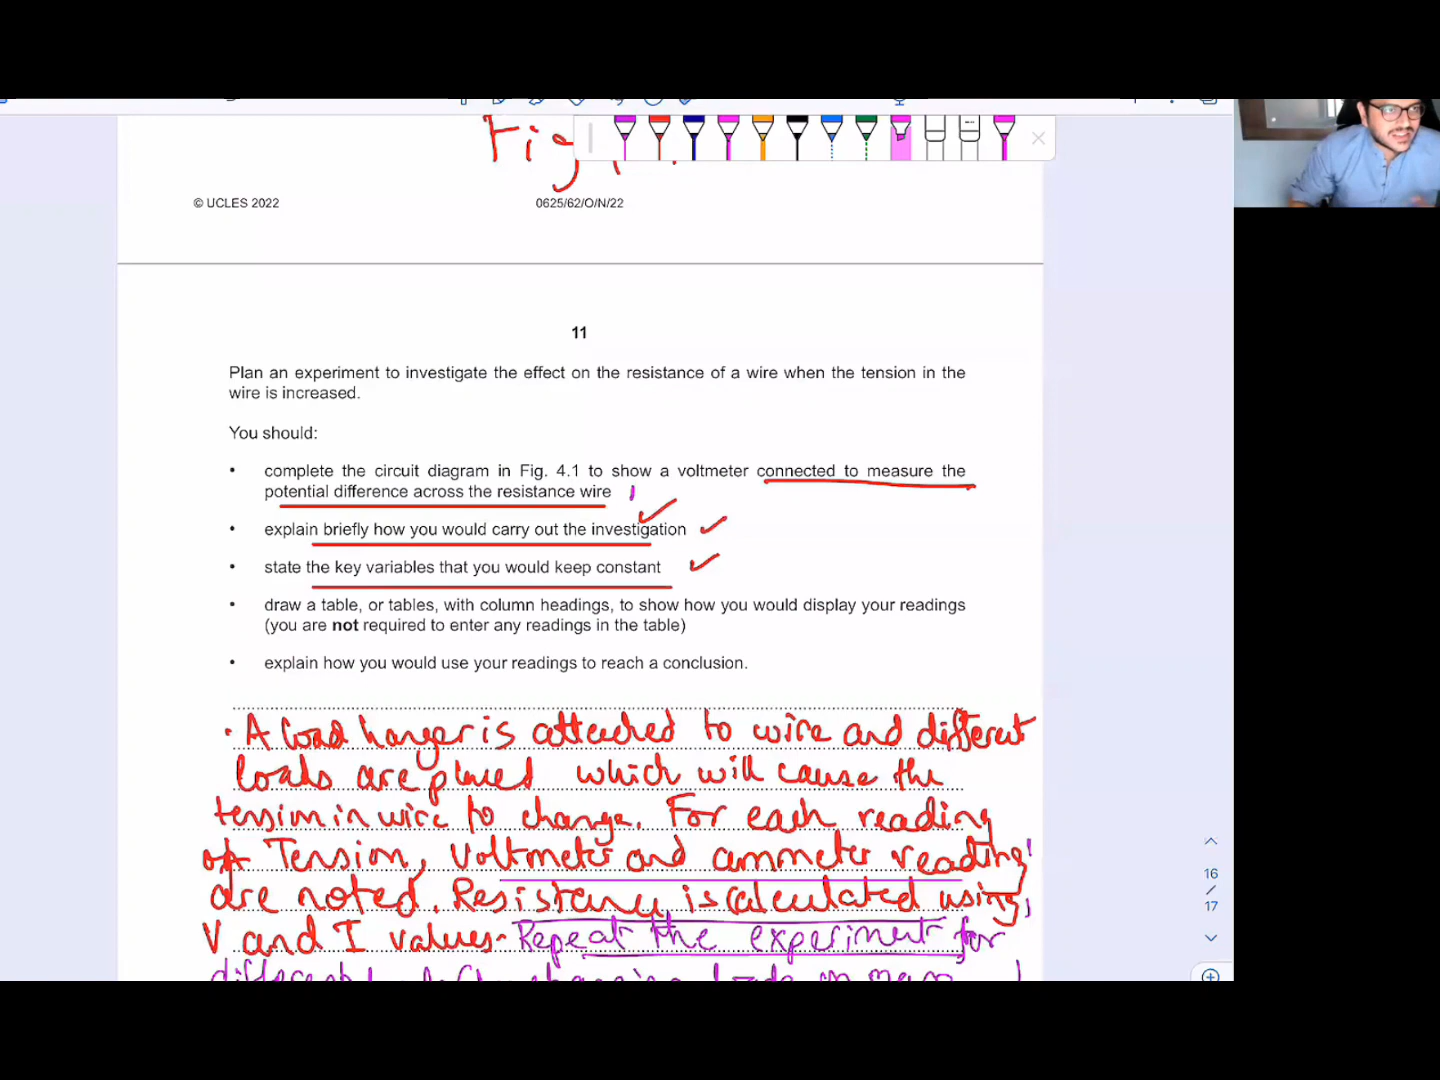 Fig
© UCLES 2022
0625/62/O/N/22
11
Plan an experiment to investigate the effect on the resistance of a wire when the tension in the
wire is increased.
You should:
• complete the circuit diagram in Fig. 4.1 to show a voltmeter connected to measure the
potential difference across the resistance wire
• explain briefly how you would carry out the investigation
• state the key variables that you would keep constant
• draw a table, or tables, with column headings, to show how you would display your readings
(you are not required to enter any readings in the table)
• explain how you would use your readings to reach a conclusion.
· A load hanger is attached to wire and different
loads are placed which will cause the
tension in wire to change. For each reading
of Tension, Voltmeter and ammeter reading
are noted. Resistance is calculated using
V and I values. Repeat the experiment for
16
/
17